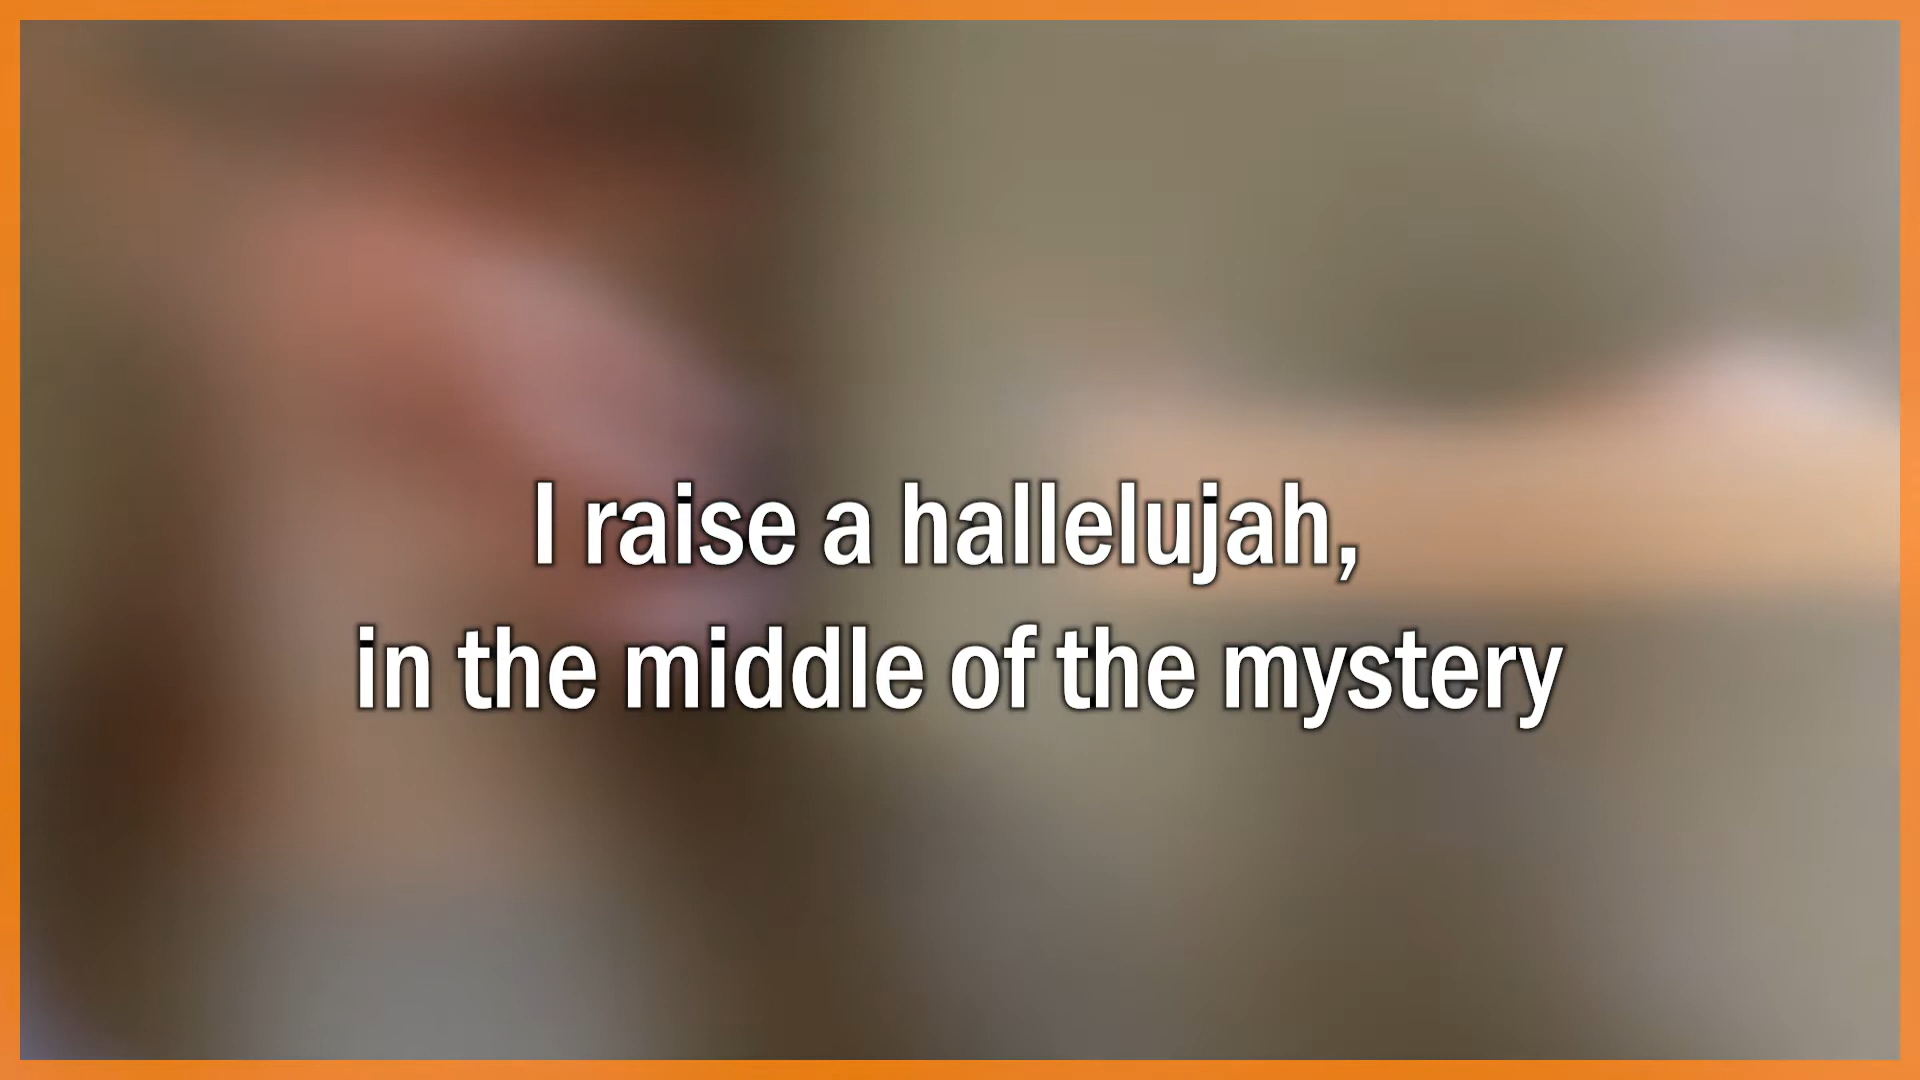 I raise a hallelujah,
in the middle of the mystery